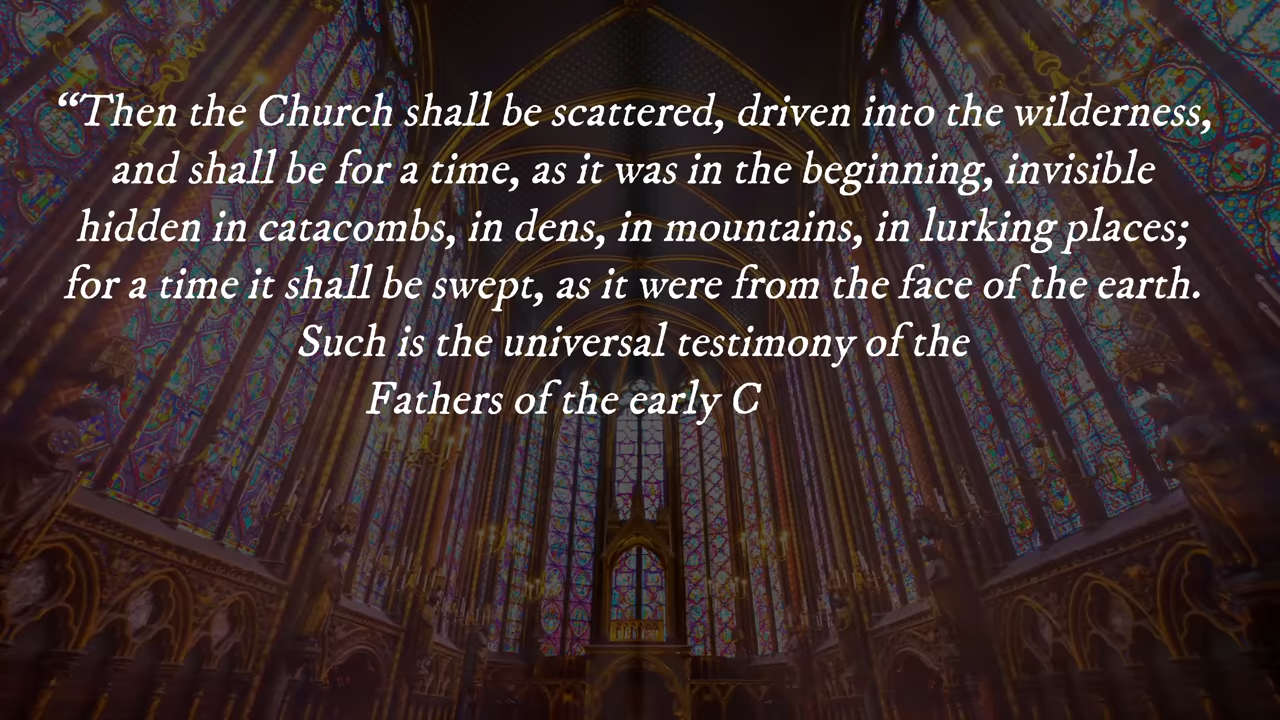 “Then the Church shall be scattered, driven into the wilderness,
and shall be for a time, as it was in the beginning, invisible
hidden in catacombs, in dens, in mountains, in lurking places;
for a time it shall be swept, as it were from the face of the earth.
Such is the universal testimony of the
Fathers of the early C